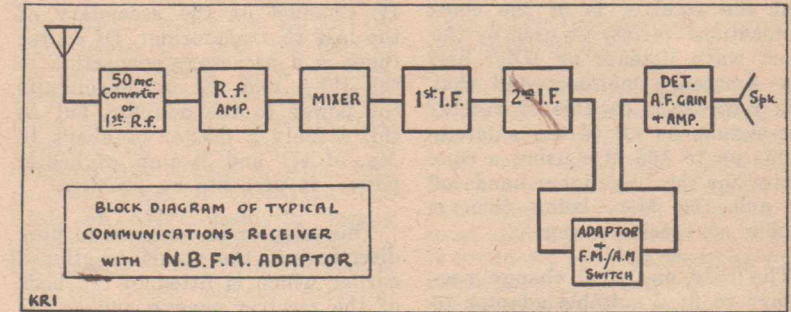 50 mc.
Converter
or
1st. R.f.
R.f.
AMP.
MIXER
1st I.F.
2nd I.F.
DET.
A.F. GAIN
& AMP.
Spk.
BLOCK DIAGRAM OF TYPICAL
COMMUNICATIONS RECEIVER
WITH N.B.F.M. ADAPTOR
ADAPTOR
&
F.M./A.M
SWITCH
KR1